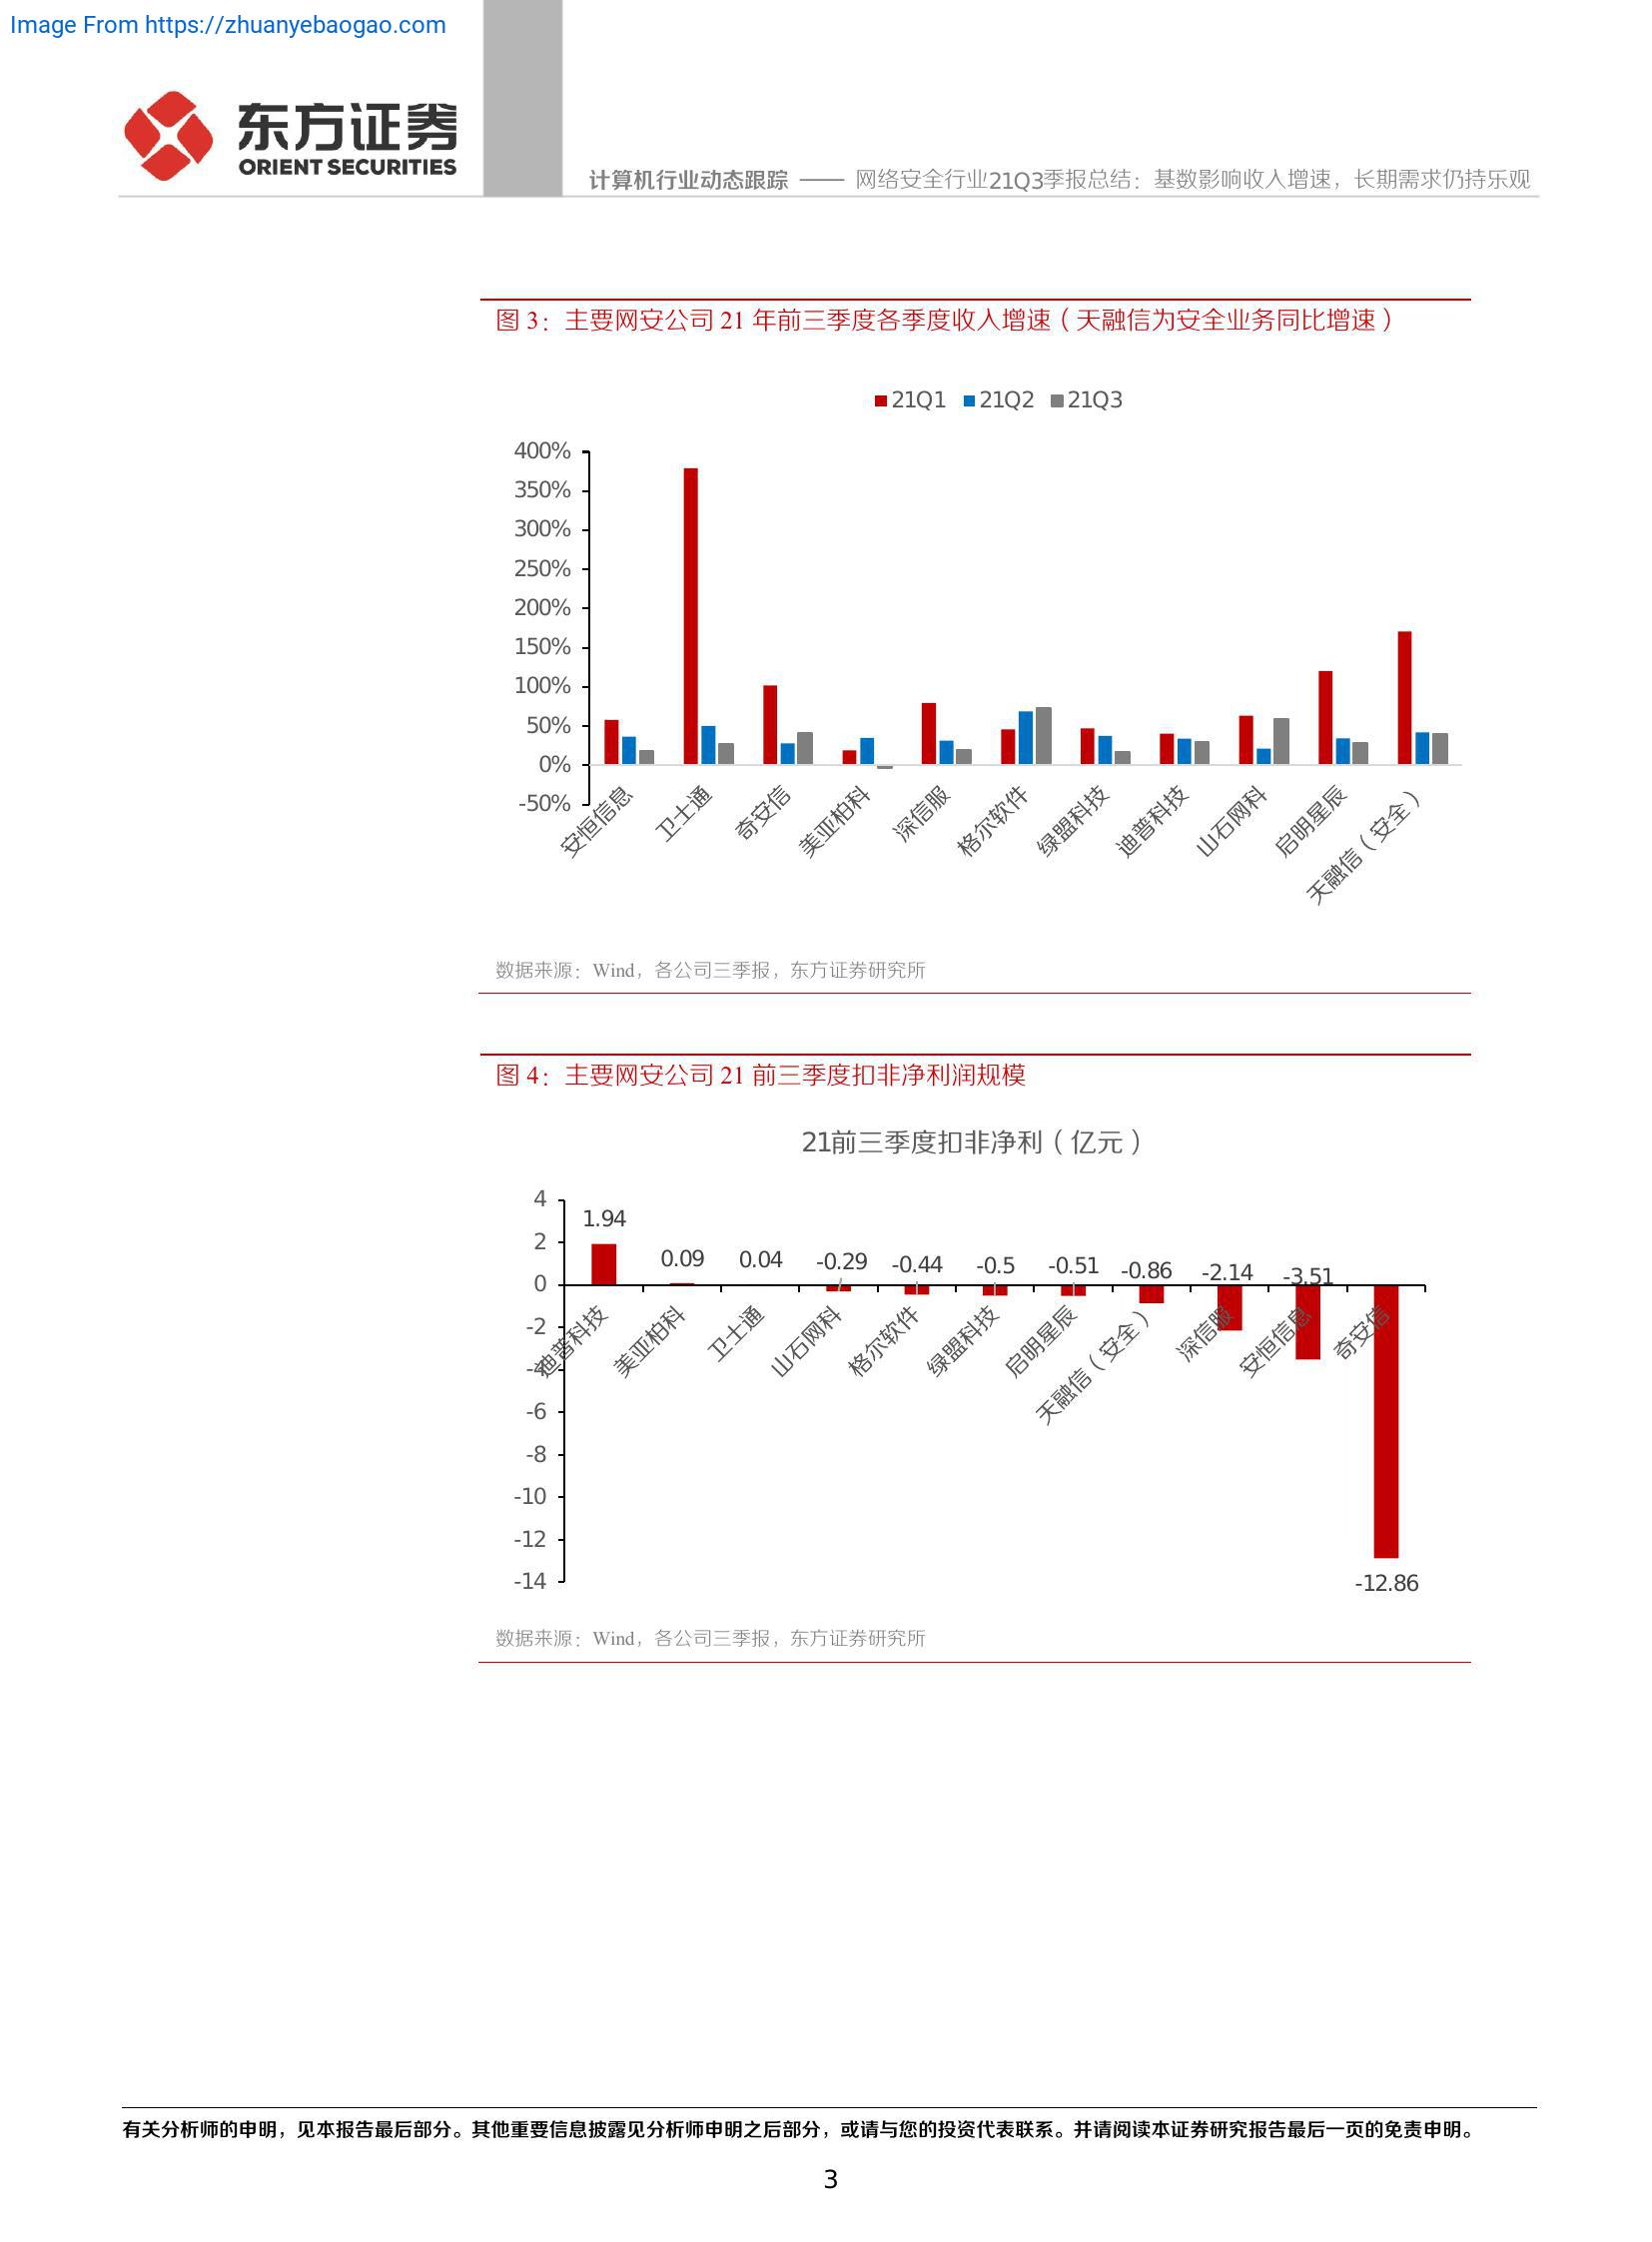 Image From https://zhuanyebaogao.com
东方证券
ORIENT SECURITIES
计算机行业动态跟踪 —— 网络安全行业21Q3季报总结：基数影响收入增速，长期需求仍持乐观
图 3：主要网安公司 21 年前三季度各季度收入增速（天融信为安全业务同比增速）
21Q1 21Q2 21Q3
400%
350%
300%
250%
200%
150%
100%
50%
0%
-50%
安恒信息
卫士通
奇安信
美亚柏科
深信服
格尔软件
绿盟科技
迪普科技
山石网科
启明星辰
天融信（安全）
数据来源：Wind，各公司三季报，东方证券研究所
图 4：主要网安公司 21 前三季度扣非净利润规模
21前三季度扣非净利（亿元）
4
2
0
-2
-4
-6
-8
-10
-12
-14
1.94
0.09
0.04
-0.29
-0.44
-0.5
-0.51
-0.86
-2.14
-3.51
-12.86
迪普科技
美亚柏科
卫士通
山石网科
格尔软件
绿盟科技
启明星辰
天融信（安全）
深信服
安恒信息
奇安信
数据来源：Wind，各公司三季报，东方证券研究所
有关分析师的申明，见本报告最后部分。其他重要信息披露见分析师申明之后部分，或请与您的投资代表联系。并请阅读本证券研究报告最后一页的免责申明。
3